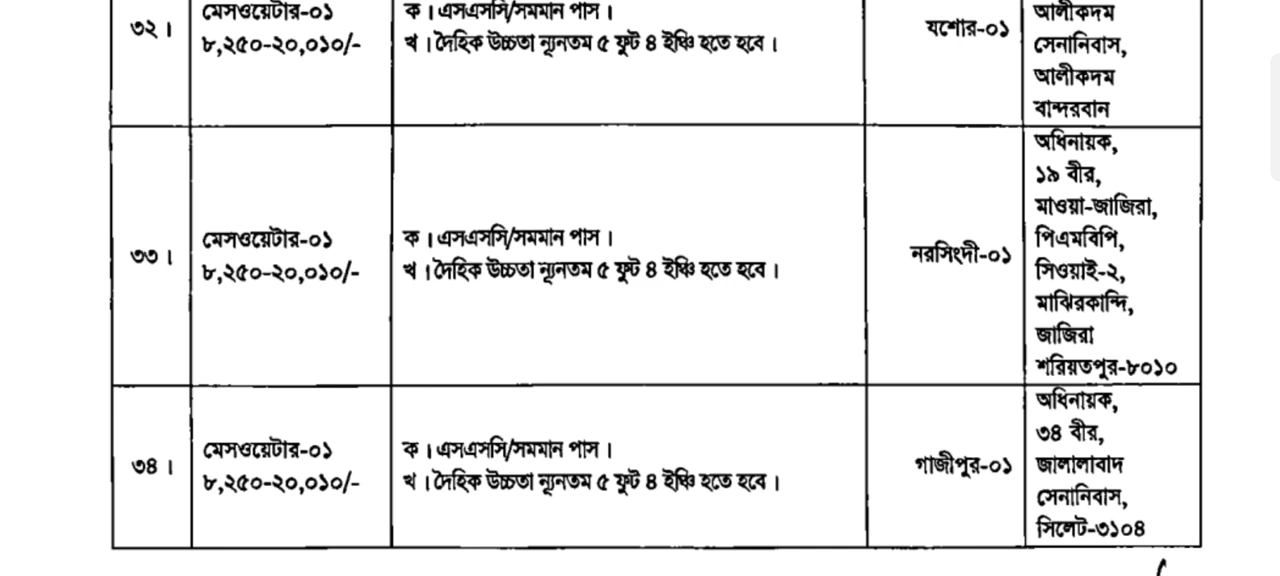 ৩২।
মেসওয়েটার-০১
৮,২৫০-২০,০১০/-
ক। এসএসসি/সমমান পাস।
খ। দৈহিক উচ্চতা ন্যূনতম ৫ ফুট ৪ ইঞ্চি হতে হবে।
যশোর-০১
আলীকদম
সেনানিবাস,
আলীকদম
বান্দরবান
৩৩।
মেসওয়েটার-০১
৮,২৫০-২০,০১০/-
ক। এসএসসি/সমমান পাস।
খ। দৈহিক উচ্চতা ন্যূনতম ৫ ফুট ৪ ইঞ্চি হতে হবে।
নরসিংদী-০১
অধিনায়ক,
১৯ বীর,
মাওয়া-জাজিরা,
পিএমবিপি,
সিওয়াই-২,
মাঝিরকান্দি,
জাজিরা
শরিয়তপুর-৮০১০
৩৪।
মেসওয়েটার-০১
৮,২৫০-২০,০১০/-
ক। এসএসসি/সমমান পাস।
খ। দৈহিক উচ্চতা ন্যূনতম ৫ ফুট ৪ ইঞ্চি হতে হবে।
গাজীপুর-০১
অধিনায়ক,
৩৪ বীর,
জালালাবাদ
সেনানিবাস,
সিলেট-৩১০৪